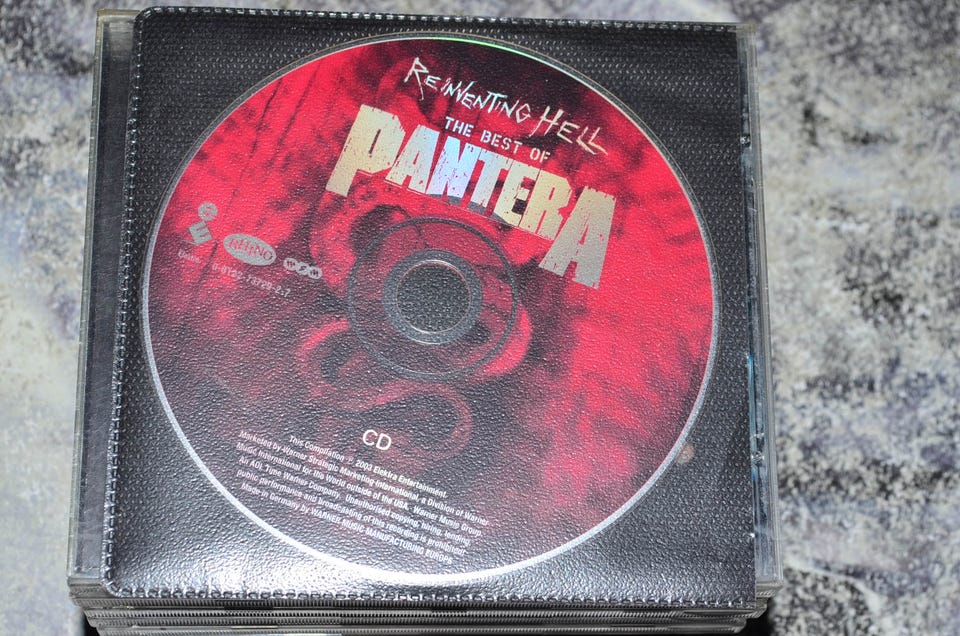 REINVENTING HELL
THE BEST OF
PANTERA
RHINO
WSM
CD
This Compilation ℗ 2003 Elektra Entertainment.
Marketed by Warner Strategic Marketing International, a Division of Warner
Music International for the World outside of the USA. Warner Music Group
An AOL Time Warner Company. Unauthorised copying, hiring, lending,
public performance and broadcasting of this recording is prohibited.
Made in Germany by WARNER MUSIC MANUFACTURING EUROPE